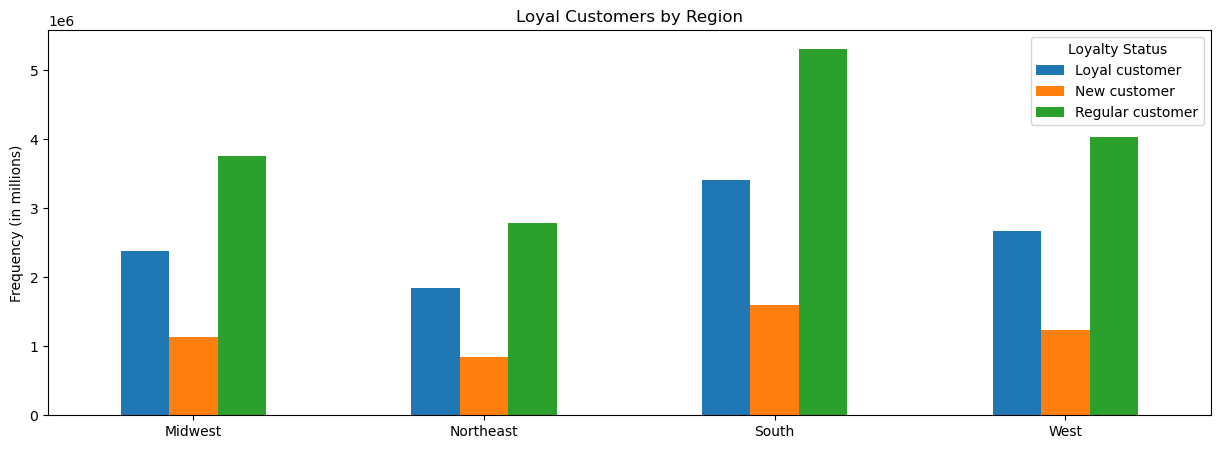 Loyal Customers by Region
1e6
Loyalty Status
Loyal customer
New customer
Regular customer
Frequency (in millions)
5
4
3
2
1
0
Midwest Northeast South West